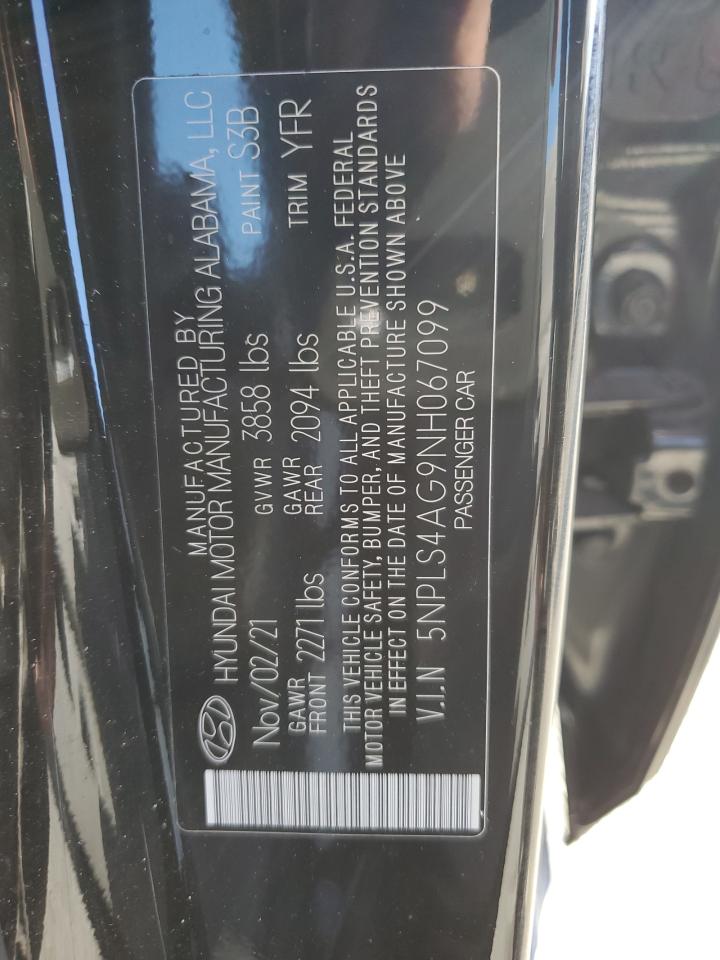 MANUFACTURED BY
HYUNDAI MOTOR MANUFACTURING ALABAMA, LLC
Nov/02/21 GVWR 3858 lbs PAINT S3B
GAWR FRONT 2271 lbs GAWR REAR 2094 lbs TRIM YFR
THIS VEHICLE CONFORMS TO ALL APPLICABLE U.S.A. FEDERAL
MOTOR VEHICLE SAFETY, BUMPER, AND THEFT PREVENTION STANDARDS
IN EFFECT ON THE DATE OF MANUFACTURE SHOWN ABOVE
V.I.N 5NPLS4AG9NH067099
PASSENGER CAR